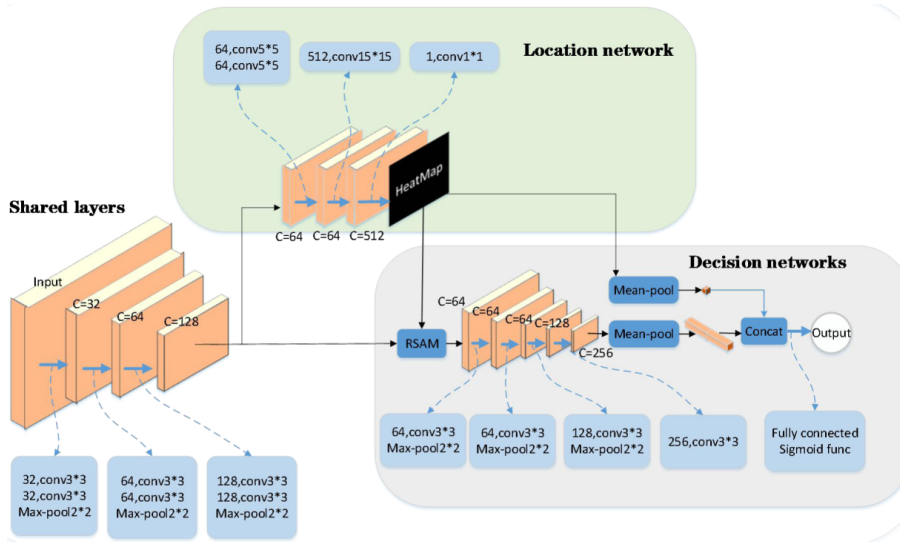 Location network
64,conv5*5
64,conv5*5
512,conv15*15
1,conv1*1
HeatMap
C=64
C=64
C=512
Shared layers
Input
C=32
C=64
C=128
32,conv3*3
32,conv3*3
Max-pool2*2
64,conv3*3
64,conv3*3
Max-pool2*2
128,conv3*3
128,conv3*3
Max-pool2*2
Decision networks
RSAM
C=64
C=64
C=64
C=128
C=256
Mean-pool
Mean-pool
Concat
Output
64,conv3*3
Max-pool2*2
64,conv3*3
Max-pool2*2
128,conv3*3
Max-pool2*2
256,conv3*3
Fully connected
Sigmoid func